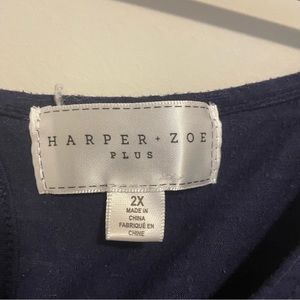 HARPER + ZOE
PLUS
2X
MADE IN
CHINA
FABRIQUÉ EN
CHINE